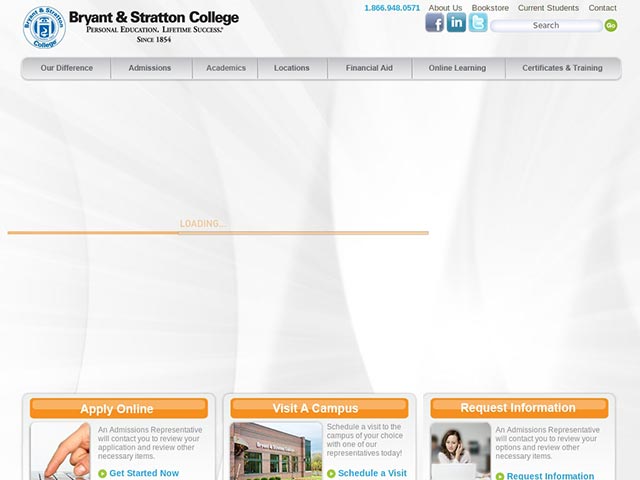 1.866.948.0571 About Us Bookstore Current Students Contact
Bryant & Stratton College
Personal Education. Lifetime Success.®
Since 1854
Bryant & Stratton
College
Search
Go
Our Difference Admissions Academics Locations Financial Aid Online Learning Certificates & Training
LOADING...
Apply Online
An Admissions Representative
will contact you to review your
application and review other
necessary items.
Get Started Now
Visit A Campus
Bryant & Stratton College
Schedule a visit to the
campus of your choice
with one of our
representatives today!
Schedule a Visit
Request Information
An Admissions Representative
will contact you to review your
options and review other
necessary items.
Request Information